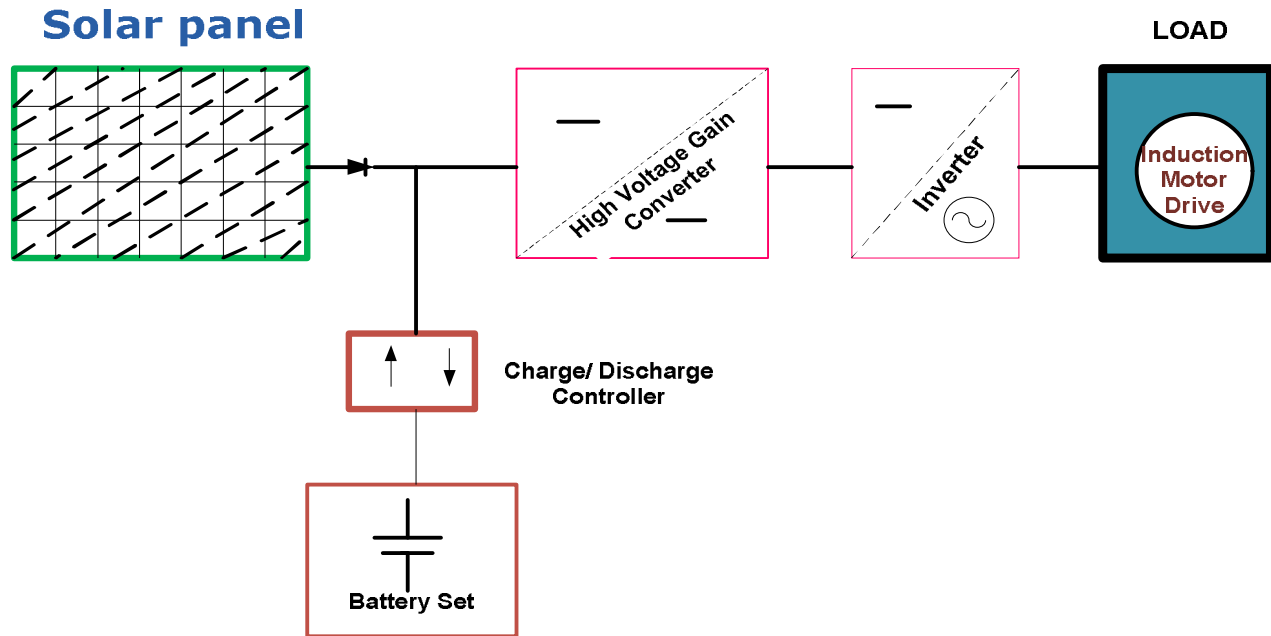 Solar panel
LOAD
High Voltage Gain
Converter
Inverter
Induction
Motor
Drive
Charge/ Discharge
Controller
Battery Set